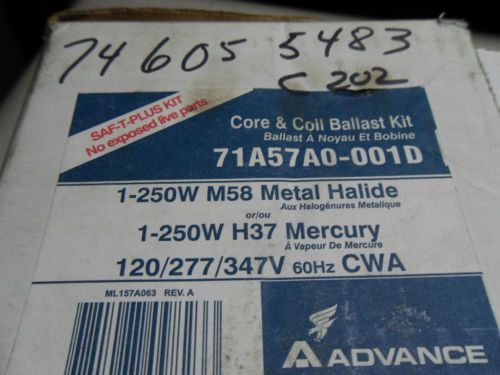 74605 5483
C 202
SAF-T-PLUS KIT
No exposed live parts
Core & Coil Ballast Kit
Ballast A Noyau Et Bobine
71A57A0-001D
1-250W M58 Metal Halide
Aux Halogénures Metalique
or/ou
1-250W H37 Mercury
À Vapeur De Mercure
120/277/347V 60Hz CWA
ML157A063 REV. A
ADVANCE